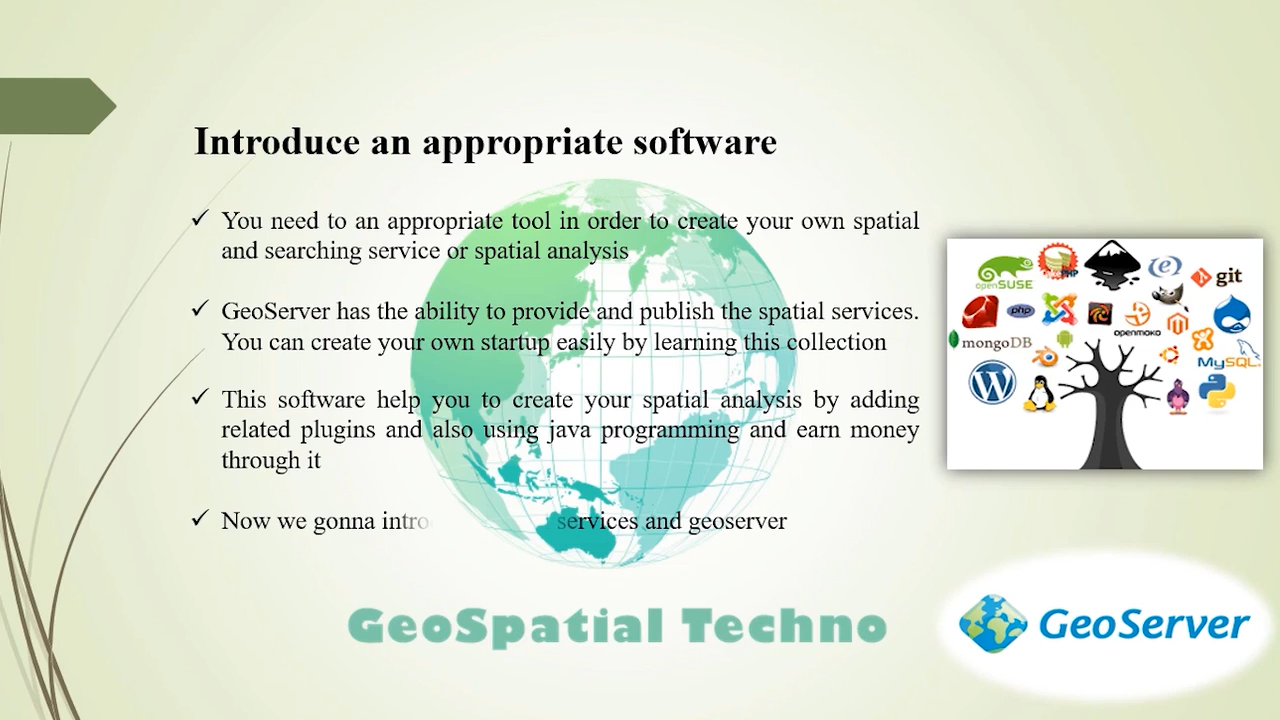 Introduce an appropriate software
You need to an appropriate tool in order to create your own spatial
and searching service or spatial analysis
GeoServer has the ability to provide and publish the spatial services.
You can create your own startup easily by learning this collection
This software help you to create your spatial analysis by adding
related plugins and also using java programming and earn money
through it
Now we gonna services and geoserver
openSUSE
PHP
git
php
openmoko
mongoDB
MySQL
GeoSpatial Techno
GeoServer